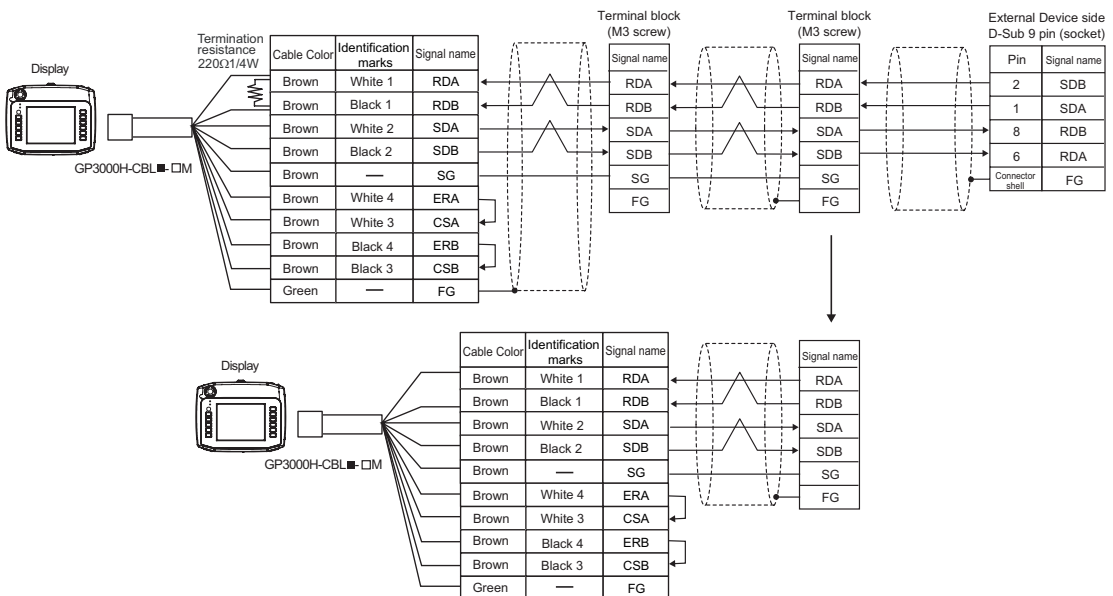 Terminal block
(M3 screw)
Terminal block
(M3 screw)
External Device side
D-Sub 9 pin (socket)
Termination
resistance
220Ω1/4W
Display
GP3000H-CBL■-□M
Cable Color Identification marks Signal name
Brown White 1 RDA
Brown Black 1 RDB
Brown White 2 SDA
Brown Black 2 SDB
Brown — SG
Brown White 4 ERA
Brown White 3 CSA
Brown Black 4 ERB
Brown Black 3 CSB
Green — FG
Signal name
RDA
RDB
SDA
SDB
SG
FG
Signal name
RDA
RDB
SDA
SDB
SG
FG
Pin Signal name
2 SDB
1 SDA
8 RDB
6 RDA
Connector shell FG
Display
GP3000H-CBL■-□M
Cable Color Identification marks Signal name
Brown White 1 RDA
Brown Black 1 RDB
Brown White 2 SDA
Brown Black 2 SDB
Brown — SG
Brown White 4 ERA
Brown White 3 CSA
Brown Black 4 ERB
Brown Black 3 CSB
Green — FG
Signal name
RDA
RDB
SDA
SDB
SG
FG